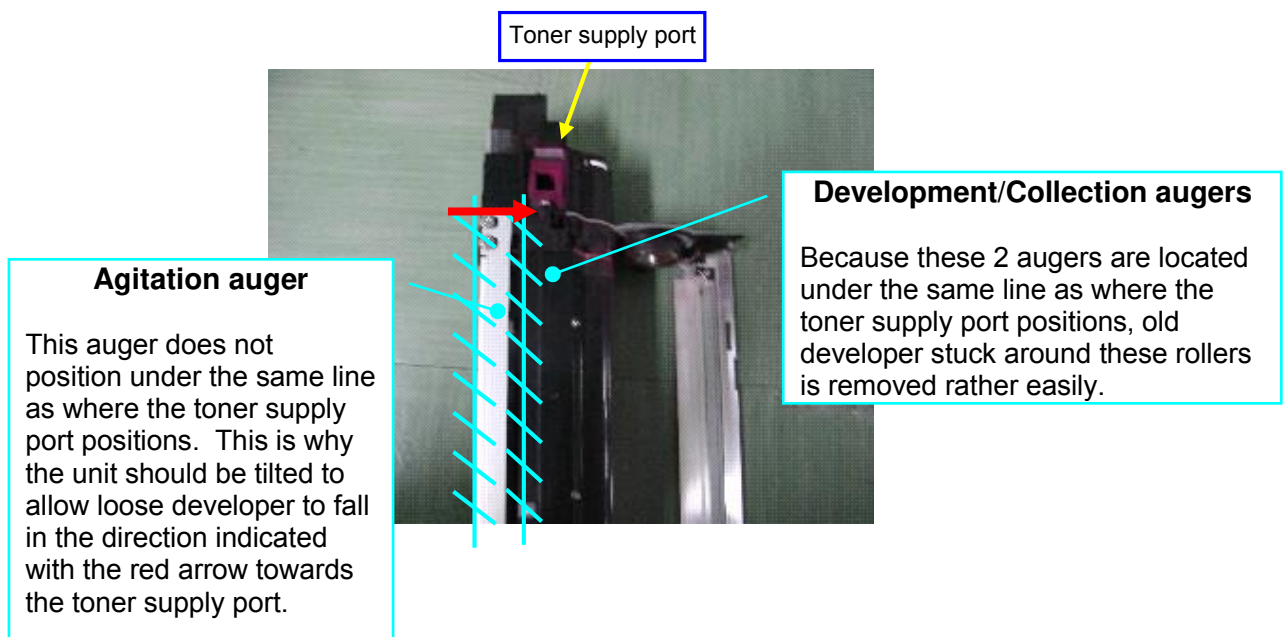 Toner supply port
Development/Collection augers
Because these 2 augers are located
under the same line as where the
toner supply port positions, old
developer stuck around these rollers
is removed rather easily.
Agitation auger
This auger does not
position under the same line
as where the toner supply
port positions.  This is why
the unit should be tilted to
allow loose developer to fall
in the direction indicated
with the red arrow towards
the toner supply port.